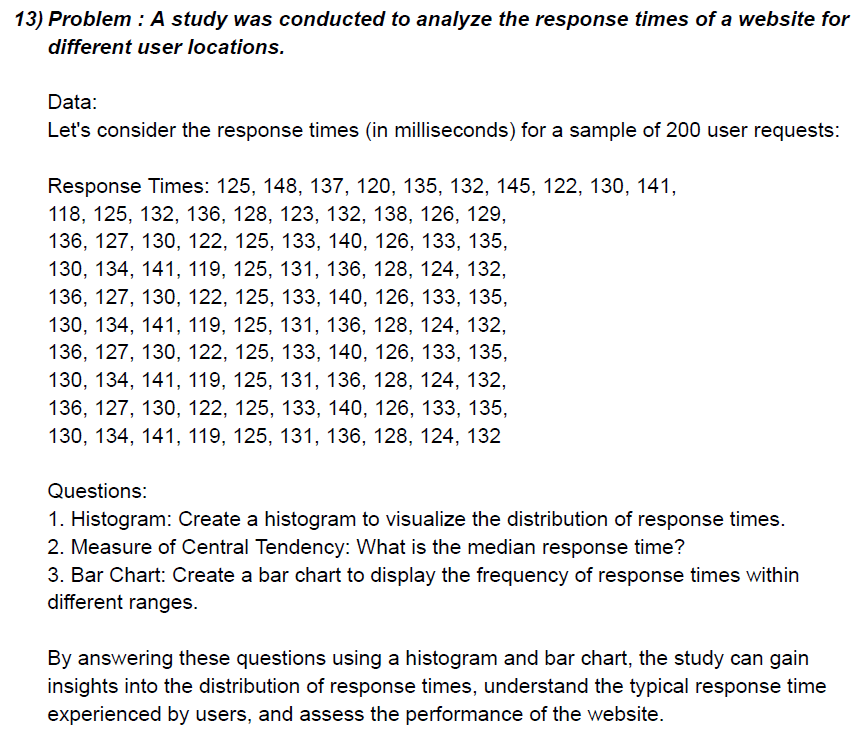 13) Problem : A study was conducted to analyze the response times of a website for
different user locations.
Data:
Let's consider the response times (in milliseconds) for a sample of 200 user requests:
Response Times: 125, 148, 137, 120, 135, 132, 145, 122, 130, 141,
118, 125, 132, 136, 128, 123, 132, 138, 126, 129,
136, 127, 130, 122, 125, 133, 140, 126, 133, 135,
130, 134, 141, 119, 125, 131, 136, 128, 124, 132,
136, 127, 130, 122, 125, 133, 140, 126, 133, 135,
130, 134, 141, 119, 125, 131, 136, 128, 124, 132,
136, 127, 130, 122, 125, 133, 140, 126, 133, 135,
130, 134, 141, 119, 125, 131, 136, 128, 124, 132,
136, 127, 130, 122, 125, 133, 140, 126, 133, 135,
130, 134, 141, 119, 125, 131, 136, 128, 124, 132
Questions:
1. Histogram: Create a histogram to visualize the distribution of response times.
2. Measure of Central Tendency: What is the median response time?
3. Bar Chart: Create a bar chart to display the frequency of response times within
different ranges.
By answering these questions using a histogram and bar chart, the study can gain
insights into the distribution of response times, understand the typical response time
experienced by users, and assess the performance of the website.